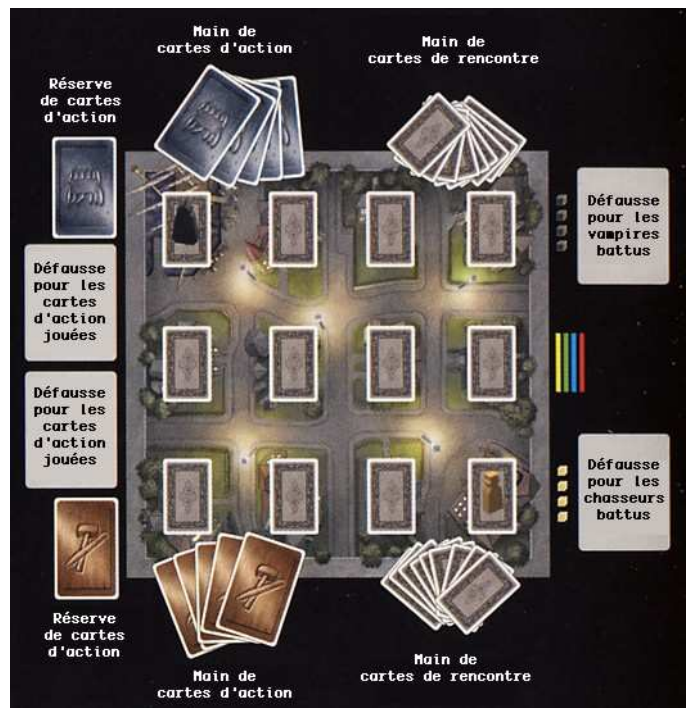 Main de
cartes d'action
Main de
cartes de rencontre
Réserve
de cartes
d'action
Défausse
pour les
vampires
battus
Défausse
pour les
cartes
d'action
jouées
Défausse
pour les
cartes
d'action
jouées
Défausse
pour les
chasseurs
battus
Réserve
de cartes
d'action
Main de
cartes d'action
Main de
cartes de rencontre